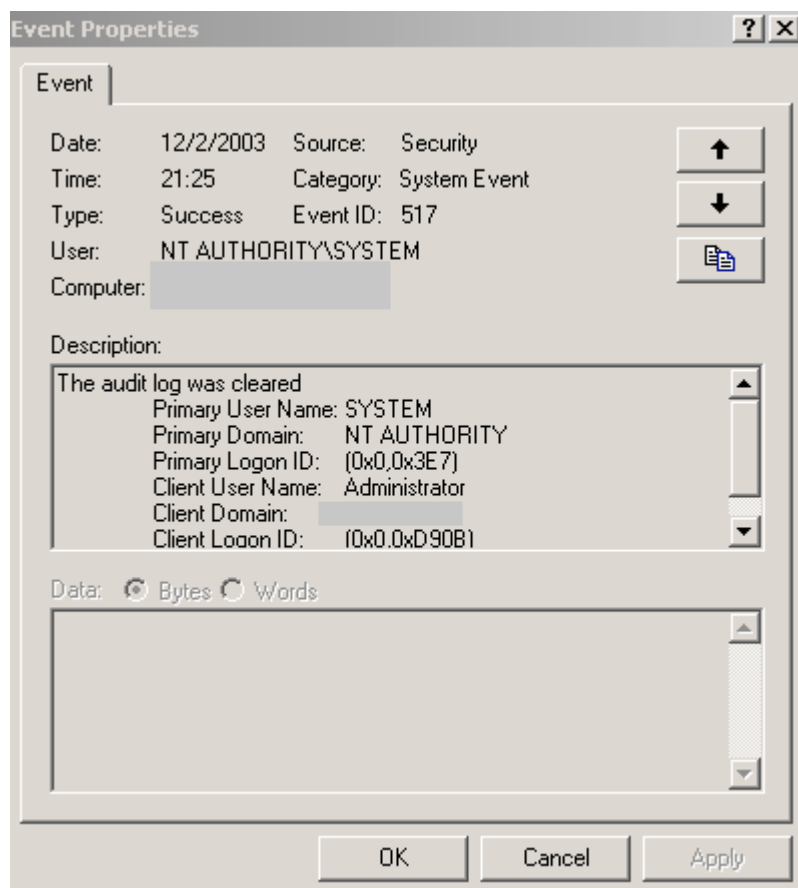 Event Properties
Event
Date: 12/2/2003 Source: Security
Time: 21:25 Category: System Event
Type: Success Event ID: 517
User: NT AUTHORITY\SYSTEM
Computer:
Description:
The audit log was cleared
Primary User Name: SYSTEM
Primary Domain: NT AUTHORITY
Primary Logon ID: (0x0,0x3E7)
Client User Name: Administrator
Client Domain:
Client Logon ID: (0x0,0xD90B)
Data: Bytes Words
OK Cancel Apply